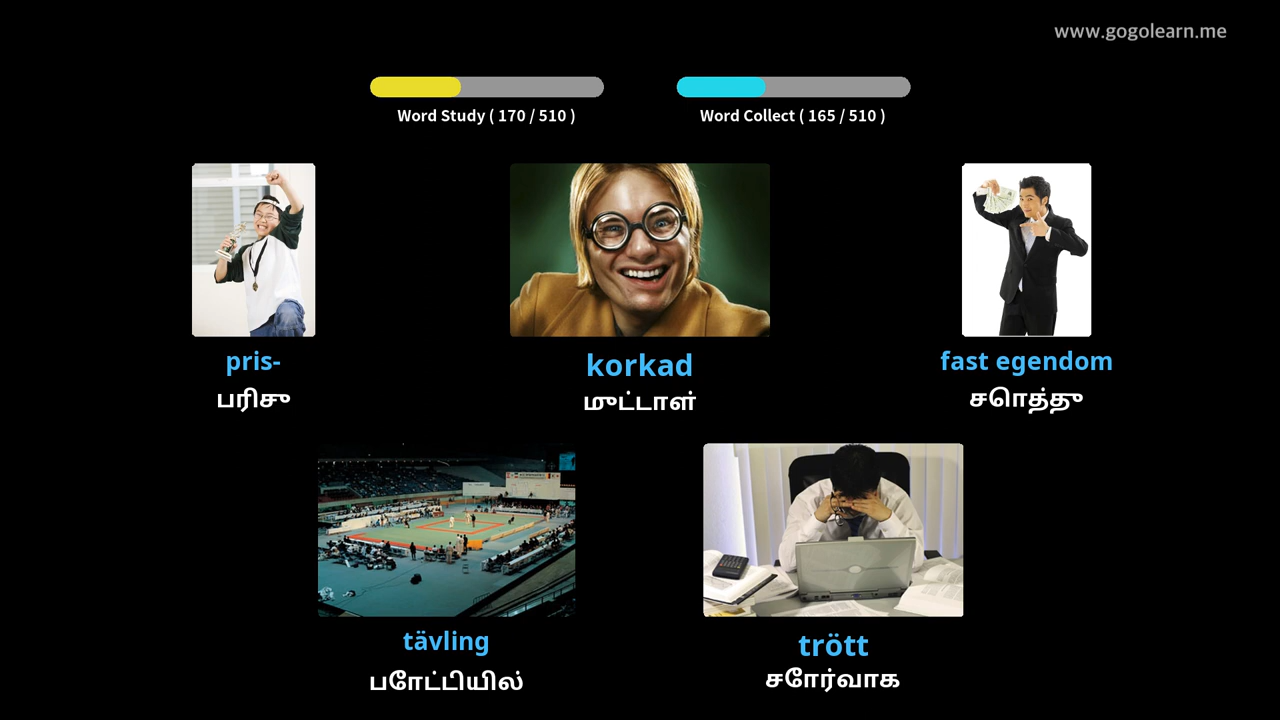 www.gogolearn.me
Word Study ( 170 / 510 )
Word Collect ( 165 / 510 )
pris-
பரிசு
korkad
முட்டாள்
fast egendom
சொத்து
tävling
போட்டியில்
trött
சோர்வாக